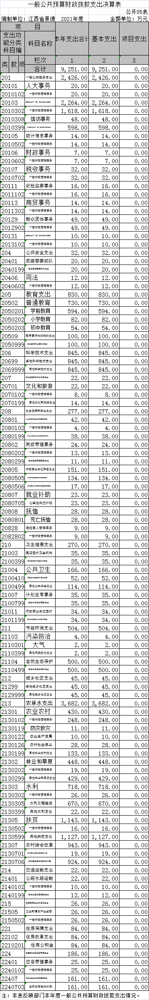 一般公共预算财政拨款支出决算表
公开05表
编制单位：江西省景德 2021年度 金额单位：万元
项 目 本年支出合计 基本支出 项目支出
支出功能分类科目编 科目名称
类 款 项 栏次 1 2 3
合计 9,251.00 9,251.00 0.00
201 一般公共服务支出 2,426.00 2,426.00 0.00
20101 人大事务 20.00 20.00 0.00
2010102 一般行政管理事务 20.00 20.00 0.00
20103 2,264.00 2,264.00 0.00
2010302 一般行政管理事务 1,618.00 1,618.00 0.00
2010308 信访事务 48.00 48.00 0.00
2010399 598.00 598.00 0.00
20105 统计信息事务 14.00 14.00 0.00
2010502 一般行政管理事务 14.00 14.00 0.00
20106 财政事务 7.00 7.00 0.00
2010602 一般行政管理事务 7.00 7.00 0.00
20107 税收事务 32.00 32.00 0.00
2010702 一般行政管理事务 32.00 32.00 0.00
20111 纪检监察事务 16.00 16.00 0.00
2011102 一般行政管理事务 16.00 16.00 0.00
20113 商贸事务 14.00 14.00 0.00
2011302 一般行政管理事务 14.00 14.00 0.00
20129 群众团体事务 49.00 49.00 0.00
2012902 一般行政管理事务 49.00 49.00 0.00
20131 10.00 10.00 0.00
2013102 一般行政管理事务 10.00 10.00 0.00
204 公共安全支出 32.00 32.00 0.00
20401 武装警察部队 20.00 20.00 0.00
2040199 20.00 20.00 0.00
20406 司法 12.00 12.00 0.00
2040602 一般行政管理事务 12.00 12.00 0.00
205 教育支出 830.00 830.00 0.00
20502 普通教育 730.00 730.00 0.00
2050201 学前教育 594.00 594.00 0.00
2050202 小学教育 82.00 82.00 0.00
2050203 初中教育 54.00 54.00 0.00
20509 教育费附加安排的支出 100.00 100.00 0.00
2050999 100.00 100.00 0.00
206 科学技术支出 845.00 845.00 0.00
20699 其他科学技术支出 845.00 845.00 0.00
2069999 其他科学技术支出 845.00 845.00 0.00
207 22.00 22.00 0.00
20701 文化和旅游 22.00 22.00 0.00
2070102 一般行政管理事务 8.00 8.00 0.00
2070199 其他文化和旅游支出 14.00 14.00 0.00
208 社会保障和就业支出 277.00 277.00 0.00
20801 42.00 42.00 0.00
2080102 一般行政管理事务 4.00 4.00 0.00
2080199 38.00 38.00 0.00
20802 民政管理事务 24.00 24.00 0.00
2080202 一般行政管理事务 13.00 13.00 0.00
2080299 11.00 11.00 0.00
20805 行政事业单位养老支出 151.00 151.00 0.00
2080505 134.00 134.00 0.00
2080506 17.00 17.00 0.00
20807 就业补助 23.00 23.00 0.00
2080705 公益性岗位补贴 23.00 23.00 0.00
20808 抚恤 28.00 28.00 0.00
2080801 死亡抚恤 28.00 28.00 0.00
20828 退役军人管理事务 9.00 9.00 0.00
2082802 一般行政管理事务 9.00 9.00 0.00
210 卫生健康支出 270.00 270.00 0.00
21003 基层医疗卫生机构 35.00 35.00 0.00
2100399 35.00 35.00 0.00
21004 公共卫生 166.00 166.00 0.00
2100410 52.00 52.00 0.00
2100499 其他公共卫生支出 114.00 114.00 0.00
21007 计划生育事务 35.00 35.00 0.00
2100799 35.00 35.00 0.00
21011 行政事业单位医疗 34.00 34.00 0.00
2101199 34.00 34.00 0.00
211 节能环保支出 504.00 504.00 0.00
21103 污染防治 4.00 4.00 0.00
2110301 大气 2.00 2.00 0.00
2110399 其他污染防治支出 2.00 2.00 0.00
21104 自然生态保护 500.00 500.00 0.00
2110499 500.00 500.00 0.00
212 城乡社区支出 45.00 45.00 0.00
21299 其他城乡社区支出 45.00 45.00 0.00
2129999 其他城乡社区支出 45.00 45.00 0.00
213 农林水支出 3,682.00 3,682.00 0.00
21301 农业农村 430.00 430.00 0.00
2130102 一般行政管理事务 248.00 248.00 0.00
2130119 防灾救灾 11.00 11.00 0.00
2130122 农业生产发展 10.00 10.00 0.00
2130126 农村社会事业 28.00 28.00 0.00
2130199 其他农业农村支出 133.00 133.00 0.00
21302 林业和草原 448.00 448.00 0.00
2130202 一般行政管理事务 19.00 19.00 0.00
2130299 其他林业和草原支出 429.00 429.00 0.00
21303 水利 718.00 718.00 0.00
2130302 一般行政管理事务 26.00 26.00 0.00
2130305 水利工程建设 670.00 670.00 0.00
2130399 其他水利支出 22.00 22.00 0.00
21305 扶贫 1,143.00 1,143.00 0.00
2130502 一般行政管理事务 16.00 16.00 0.00
2130599 其他扶贫支出 1,127.00 1,127.00 0.00
21307 农村综合改革 943.00 943.00 0.00
2130701 19.00 19.00 0.00
2130706 924.00 924.00 0.00
214 交通运输支出 22.00 22.00 0.00
21401 公路水路运输 22.00 22.00 0.00
2140102 一般行政管理事务 10.00 10.00 0.00
2140199 12.00 12.00 0.00
215 26.00 26.00 0.00
21505 工业和信息产业监管 26.00 26.00 0.00
2150502 一般行政管理事务 26.00 26.00 0.00
221 住房保障支出 84.00 84.00 0.00
22102 住房改革支出 84.00 84.00 0.00
2210201 住房公积金 84.00 84.00 0.00
224 186.00 186.00 0.00
22401 应急管理事务 25.00 25.00 0.00
2240102 一般行政管理事务 25.00 25.00 0.00
22407 161.00 161.00 0.00
2240703 自然灾害救灾补助 161.00 161.00 0.00
注：本表反映部门本年度一般公共预算财政拨款支出情况。